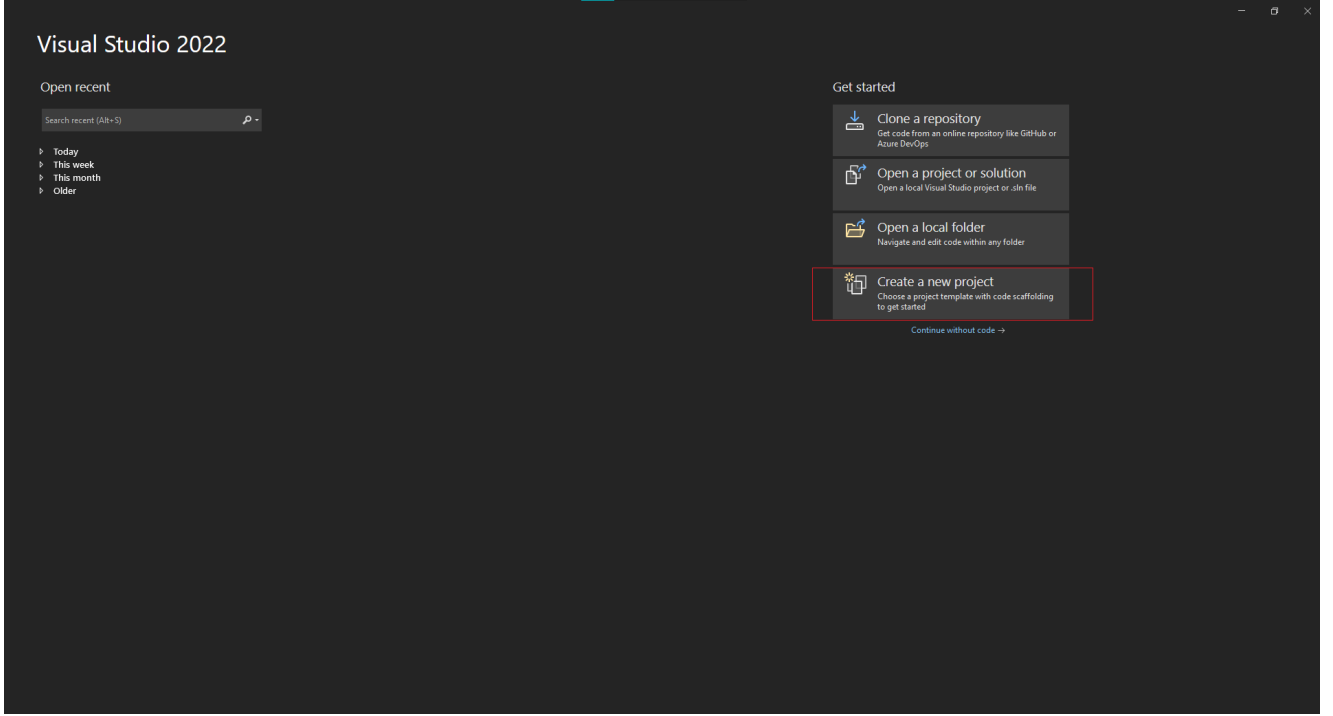 Visual Studio 2022
Open recent
Search recent (Alt+S)
Today
This week
This month
Older
Get started
Clone a repository
Get code from an online repository like GitHub or
Azure DevOps
Open a project or solution
Open a local Visual Studio project or .sln file
Open a local folder
Navigate and edit code within any folder
Create a new project
Choose a project template with code scaffolding
to get started
Continue without code →